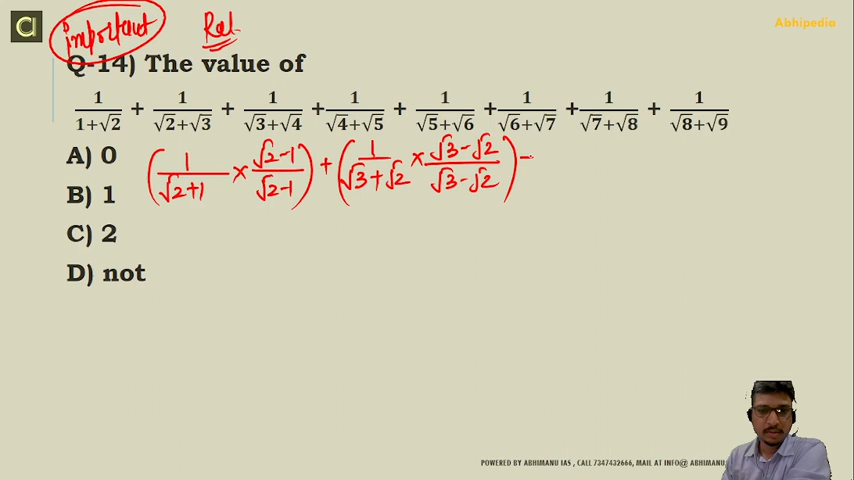 important Rat
Abhipedia
Q-14) The value of
1/(1+√2) + 1/(√2+√3) + 1/(√3+√4) +1/(√4+√5) + 1/(√5+√6) +1/(√6+√7) +1/(√7+√8) + 1/(√8+√9)
A) 0
(1/(√2+1) × (√2-1)/(√2-1)) + (1/(√3+√2) × (√3-√2)/(√3-√2)) -
B) 1
C) 2
D) not
POWERED BY ABHIMANU IAS , CALL 7347432666, MAIL AT INFO@ ABHIMANU.